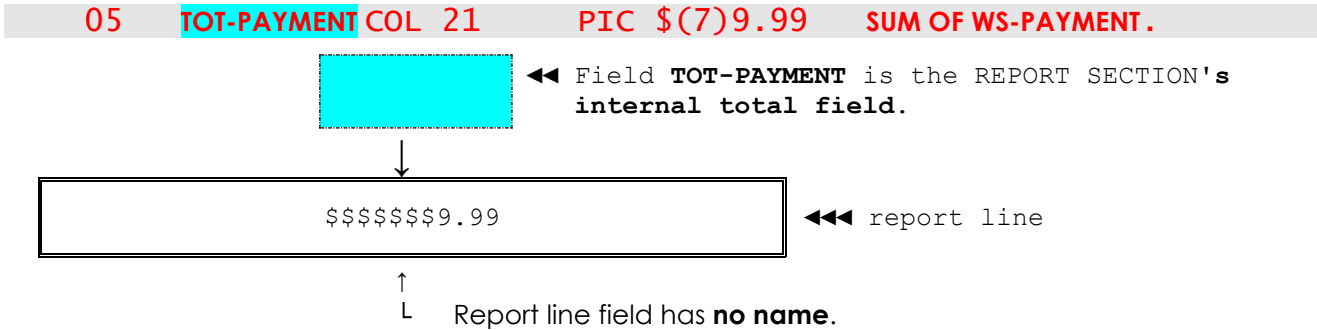 05 TOT-PAYMENT COL 21 PIC $(7)9.99 SUM OF WS-PAYMENT.
◄◄ Field TOT-PAYMENT is the REPORT SECTION's
internal total field.
↓
$$$$$$$9.99 ◄◄◄ report line
↑
└ Report line field has no name.